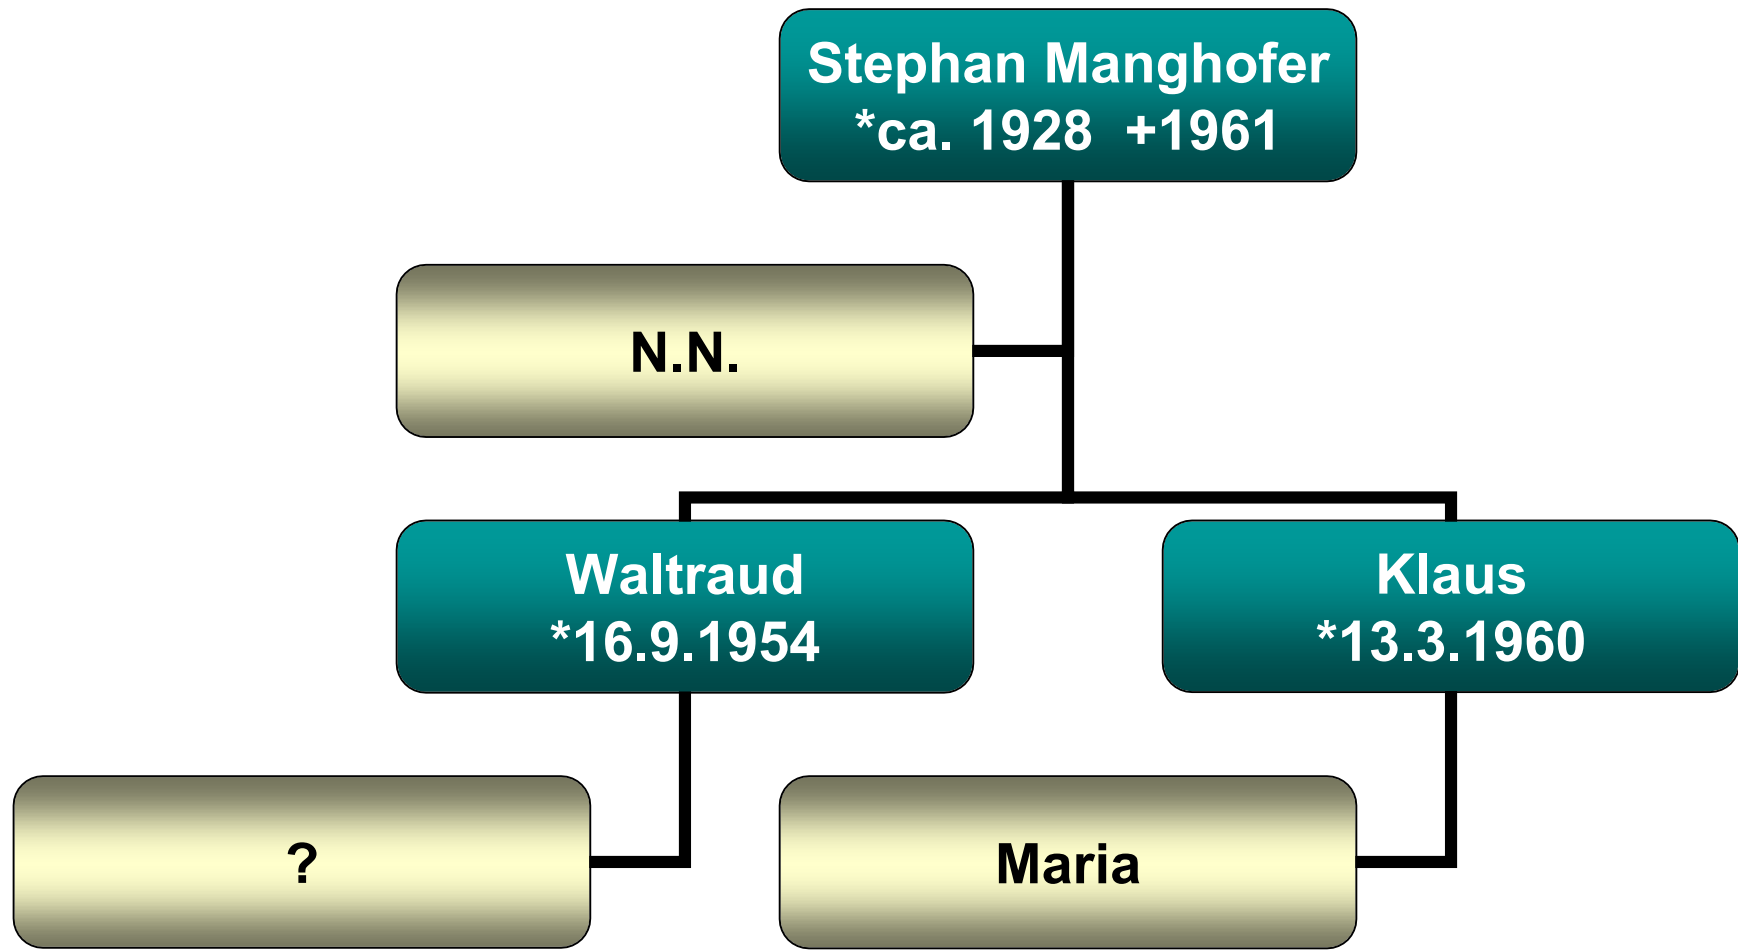 Stephan Manghofer
*ca. 1928  +1961
N.N.
Waltraud
*16.9.1954
Klaus
*13.3.1960
?
Maria